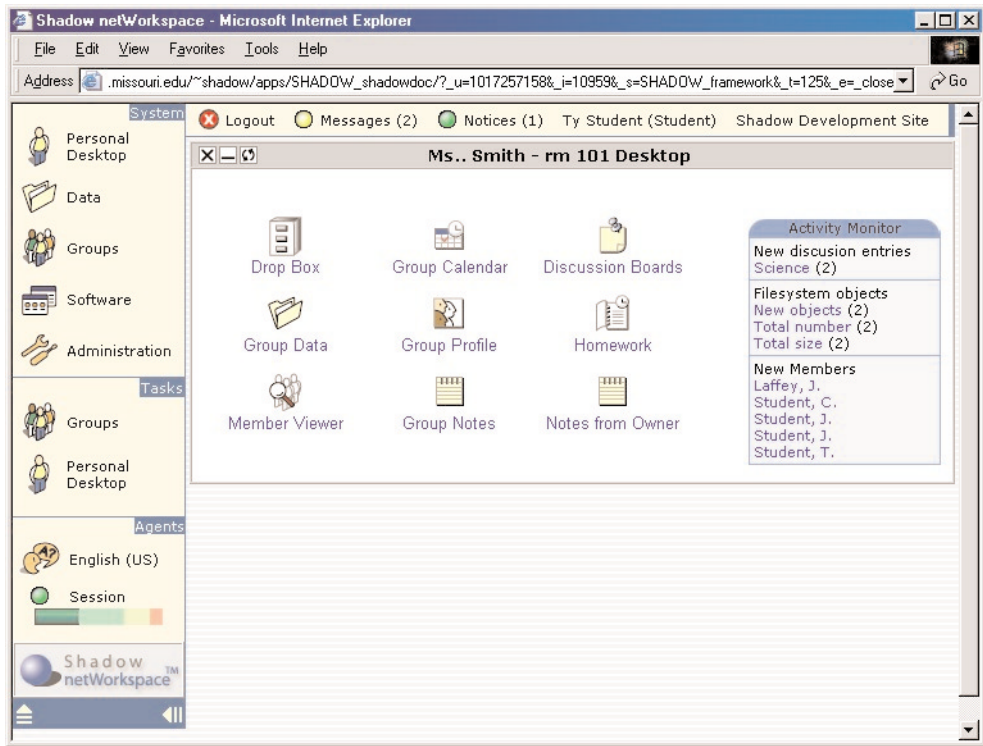 Shadow netWorkspace - Microsoft Internet Explorer
File Edit View Favorites Tools Help
Address .missouri.edu/~shadow/apps/SHADOW_shadowdoc/?_u=1017257158&_i=10959&_s=SHADOW_framework&_t=125&_e=_close Go
System
Personal
Desktop
Data
Groups
Software
Administration
Tasks
Groups
Personal
Desktop
Agents
English (US)
Session
Shadow
netWorkspace™
Logout Messages (2) Notices (1) Ty Student (Student) Shadow Development Site
Ms.. Smith - rm 101 Desktop
Drop Box Group Calendar Discussion Boards
Group Data Group Profile Homework
Member Viewer Group Notes Notes from Owner
Activity Monitor
New discusion entries
Science (2)
Filesystem objects
New objects (2)
Total number (2)
Total size (2)
New Members
Laffey, J.
Student, C.
Student, J.
Student, J.
Student, T.